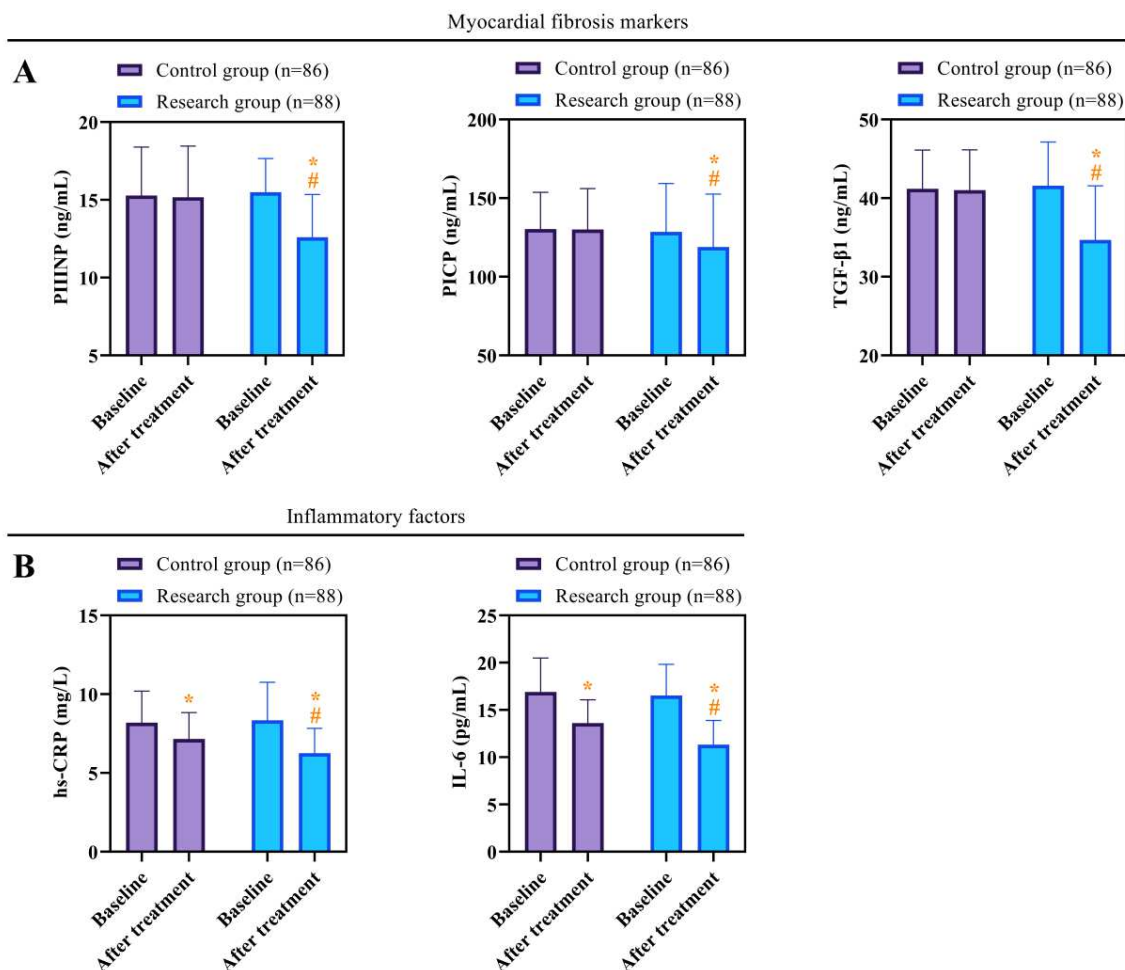 Myocardial fibrosis markers
A
Control group (n=86)
Research group (n=88)
PIIINP (ng/mL)
20
15
10
5
*
#
Baseline
After treatment
Baseline
After treatment
Control group (n=86)
Research group (n=88)
PICP (ng/mL)
200
150
100
50
*
#
Baseline
After treatment
Baseline
After treatment
Control group (n=86)
Research group (n=88)
TGF-β1 (ng/mL)
50
40
30
20
*
#
Baseline
After treatment
Baseline
After treatment
Inflammatory factors
B
Control group (n=86)
Research group (n=88)
hs-CRP (mg/L)
15
10
5
0
*
*
#
Baseline
After treatment
Baseline
After treatment
Control group (n=86)
Research group (n=88)
IL-6 (pg/mL)
25
20
15
10
5
0
*
*
#
Baseline
After treatment
Baseline
After treatment